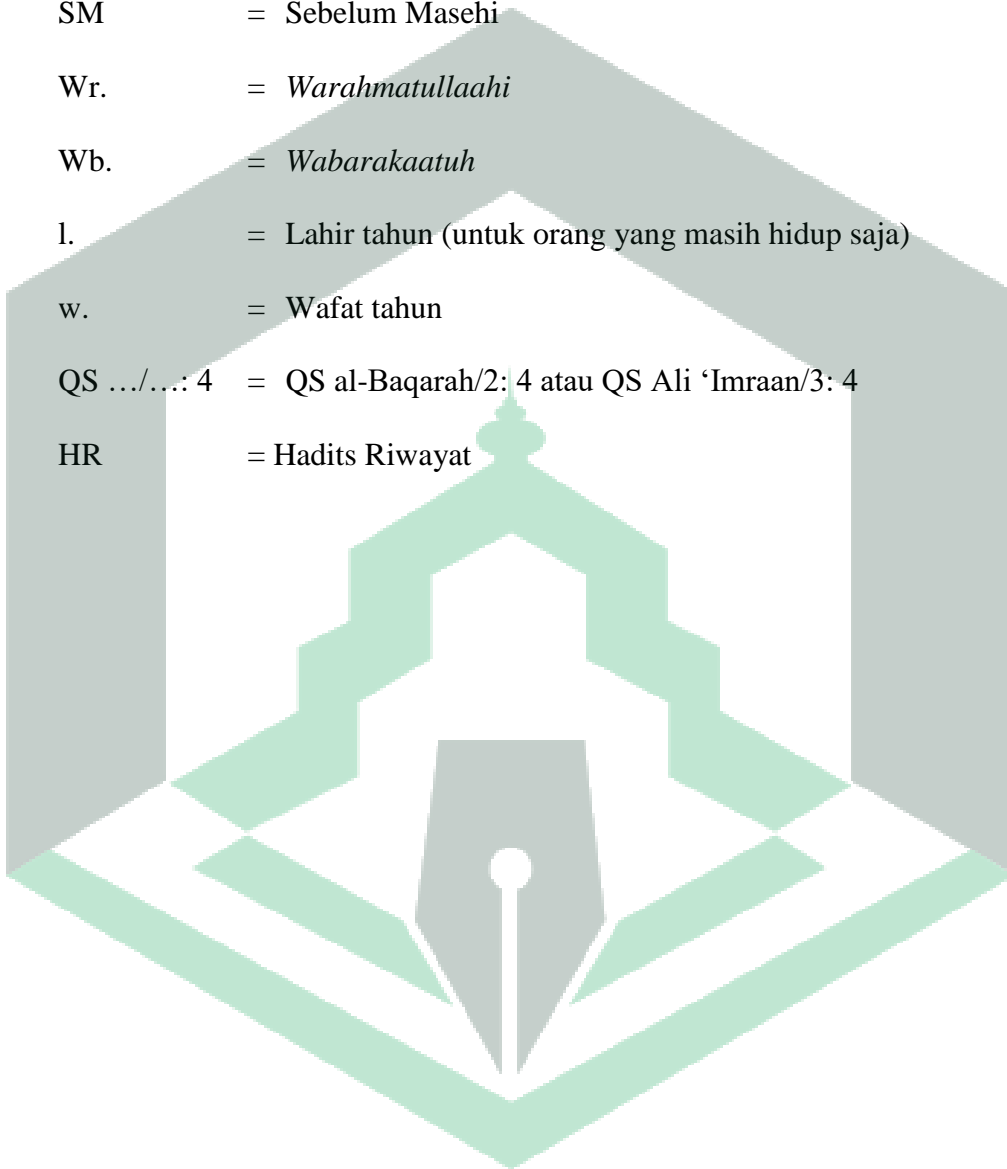 SM = Sebelum Masehi
Wr. = Warahmatullaahi
Wb. = Wabarakaatuh
l. = Lahir tahun (untuk orang yang masih hidup saja)
w. = Wafat tahun
QS …/…: 4 = QS al-Baqarah/2: 4 atau QS Ali ‘Imraan/3: 4
HR = Hadits Riwayat